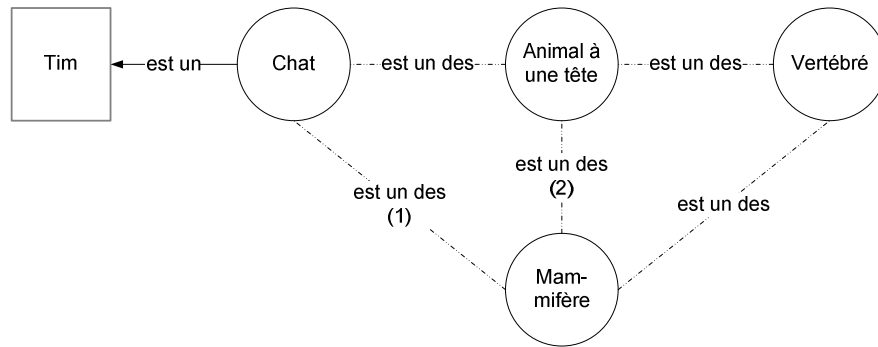 Tim
est un
Chat
est un des
Animal à
une tête
est un des
Vertébré
est un des
(1)
est un des
(2)
est un des
Mam-
mifère